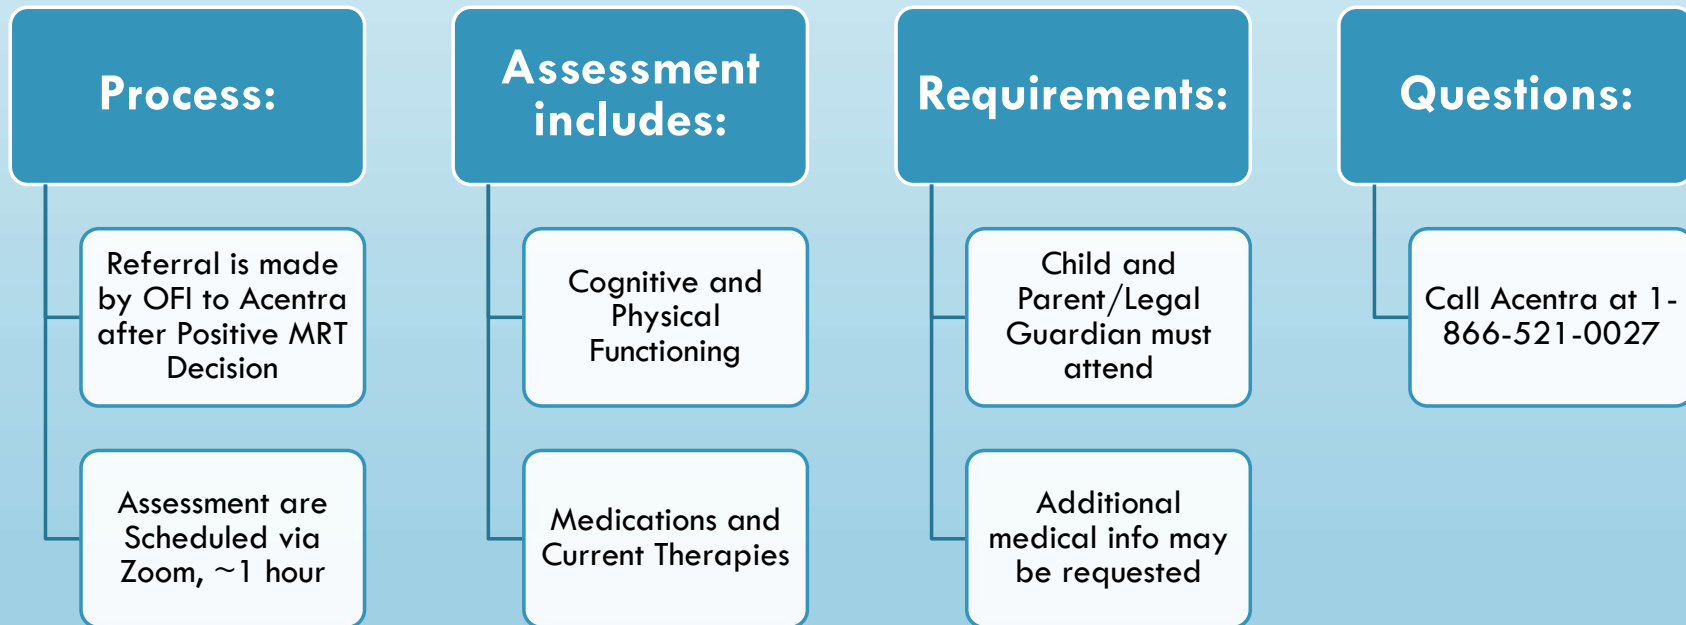 Process:
Referral is made
by OFI to Acentra
after Positive MRT
Decision
Assessment are
Scheduled via
Zoom, ~1 hour
Assessment
includes:
Cognitive and
Physical
Functioning
Medications and
Current Therapies
Requirements:
Child and
Parent/Legal
Guardian must
attend
Additional
medical info may
be requested
Questions:
Call Acentra at 1-
866-521-0027